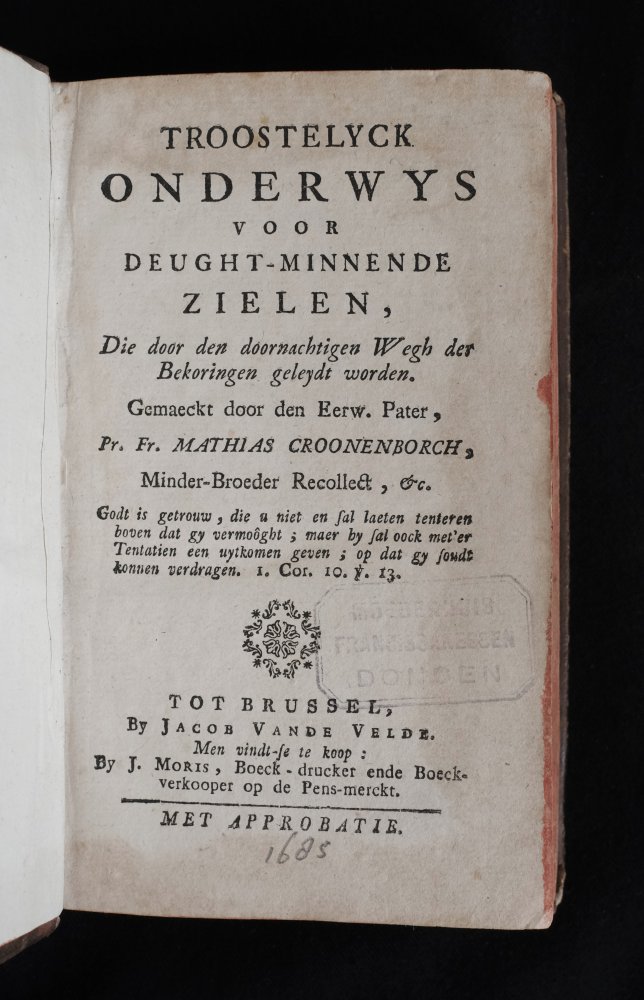 TROOSTELYCK
ONDERWYS
VOOR
DEUGHT-MINNENDE
ZIELEN,
Die door den doornachtigen Wegh der
Bekoringen geleydt worden.
Gemaeckt door den Eerw. Pater,
Pr. Fr. MATHIAS CROONENBORCH,
Minder-Broeder Recollect, &c.
Godt is getrouw, die u niet en ſal laeten tenteren
boven dat gy vermoôght; maer hy ſal oock met'er
Tentatien een uytkomen geven; op dat gy ſoudt
konnen verdragen. 1. Cor. 10. ℣. 13.
MOEDERHUIS
FRANCISCANESSEN
DONGEN
TOT BRUSSEL,
By JACOB VANDE VELDE.
Men vindt-ſe te koop:
By J. MORIS, Boeck-drucker ende Boeck-
verkooper op de Pens-merckt.
MET APPROBATIE.
1685